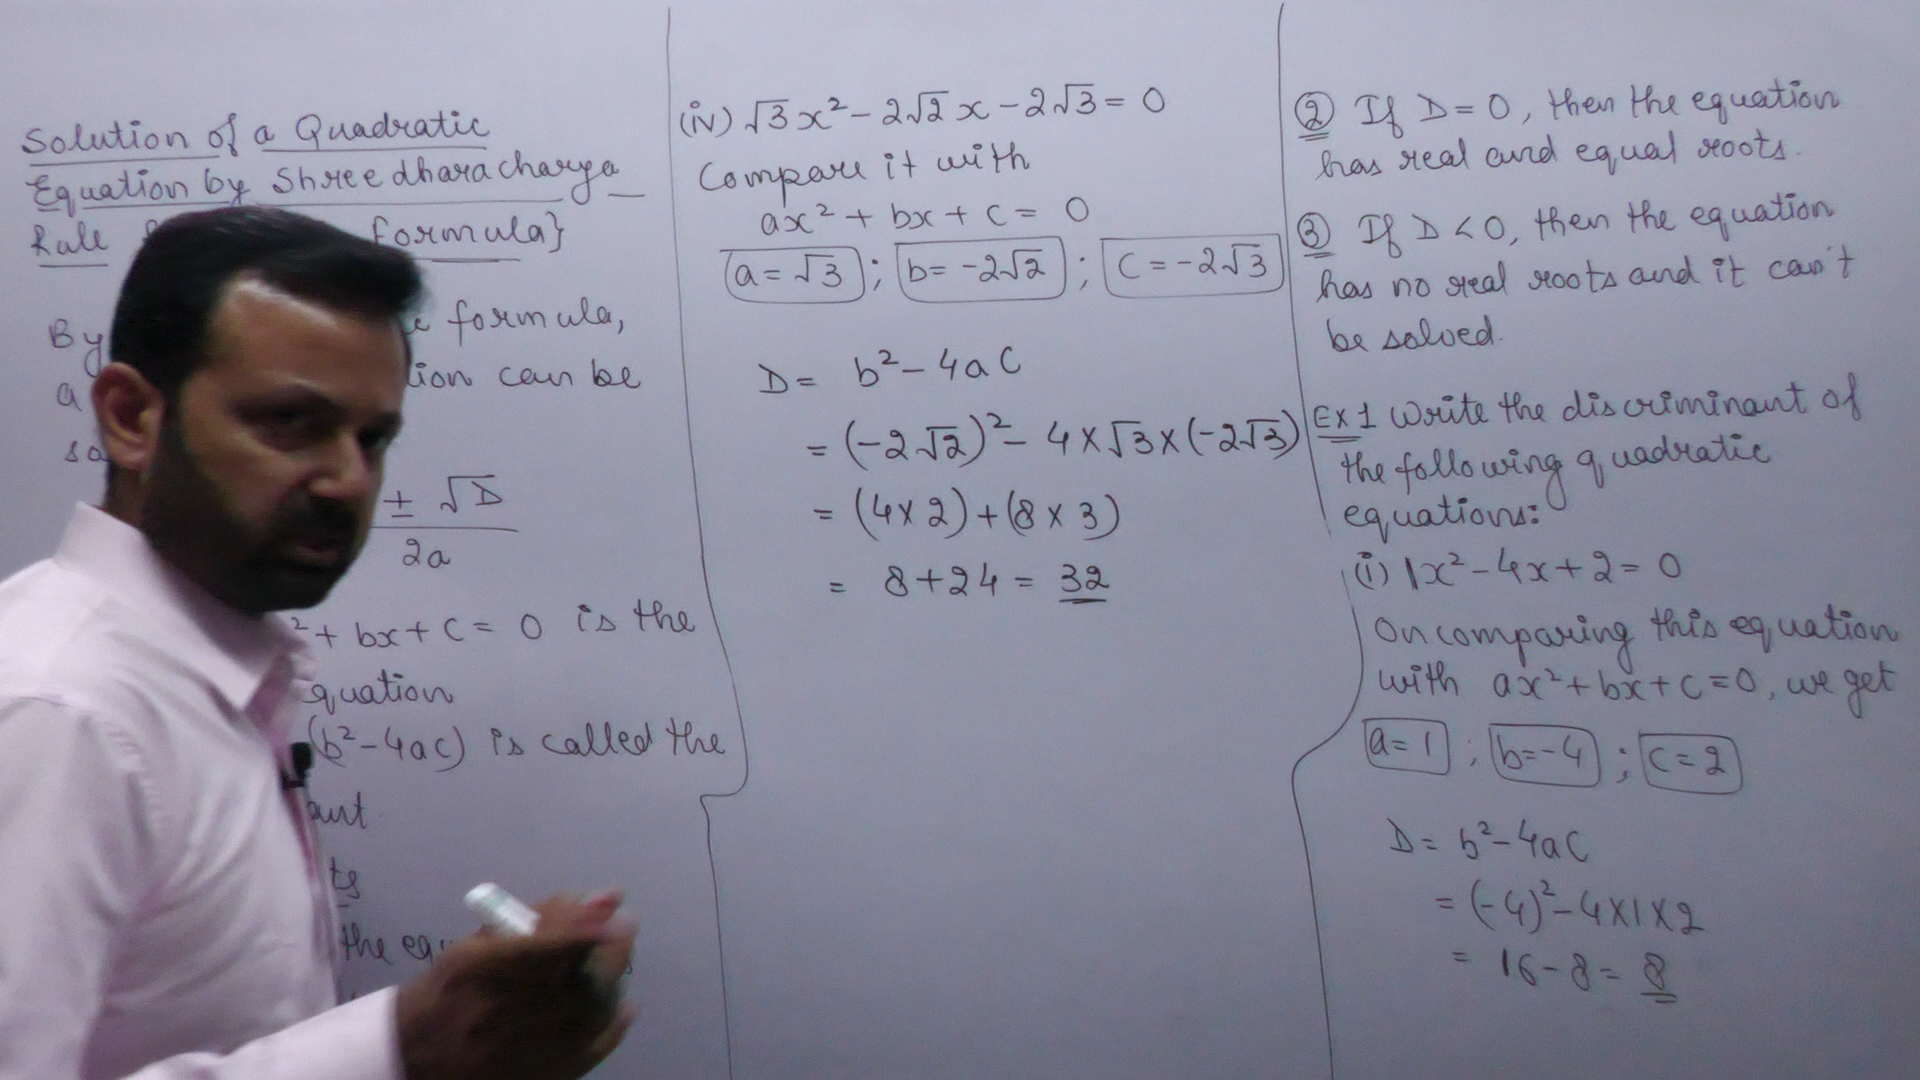 Solution of a Quadratic
Equation by Shreedharacharya
Rule formula}
By formula,
a can be
± √D
2a
² + bx + c = 0 is the
(b² - 4ac) is called the
the
(iv) √3x² - 2√2x - 2√3 = 0
Compare it with
ax² + bx + c = 0
a = √3 ; b = -2√2 ; c = -2√3
D = b² - 4ac
= (-2√2)² - 4 × √3 × (-2√3)
= (4 × 2) + (8 × 3)
= 8 + 24 = 32
② If D = 0, then the equation
has real and equal roots.
③ If D < 0, then the equation
has no real roots and it can't
be solved.
Ex 1 Write the discriminant of
the following quadratic
equations:
(i) 1x² - 4x + 2 = 0
On comparing this equation
with ax² + bx + c = 0, we get
a = 1 ; b = -4 ; c = 2
D = b² - 4ac
= (-4)² - 4 × 1 × 2
= 16 - 8 = 8